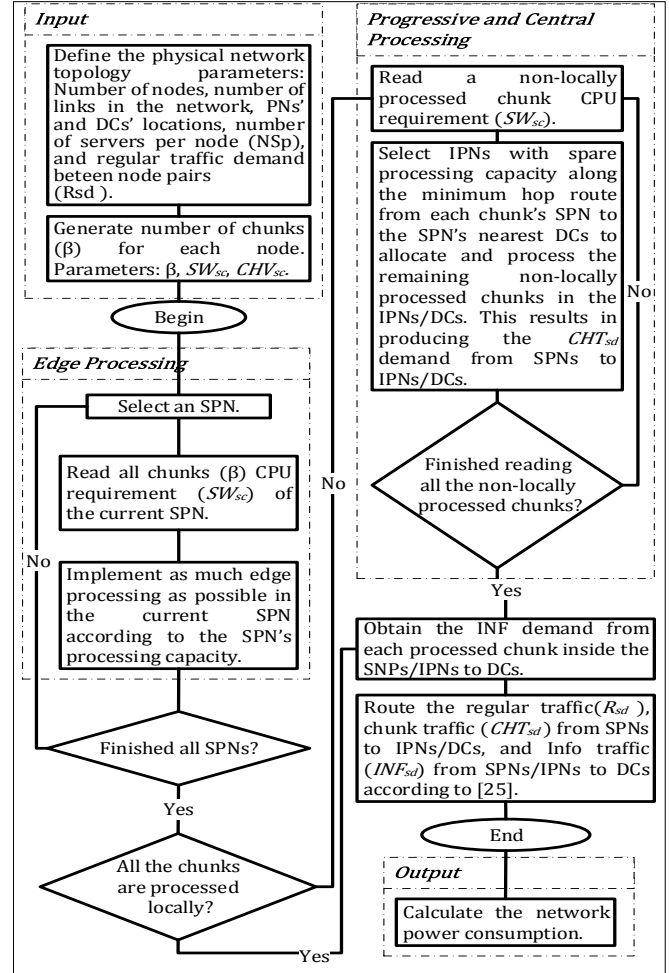 Input
Define the physical network
topology parameters:
Number of nodes, number of
links in the network, PNs’
and DCs’ locations, number
of servers per node (NSp),
and regular traffic demand
beteen node pairs
(Rsd ).
Generate number of chunks
(β) for each node.
Parameters: β, SWsc, CHVsc.
Begin
Edge Processing
Select an SPN.
Read all chunks (β) CPU
requirement (SWsc) of
the current SPN.
No
Implement as much edge
processing as possible in
the current SPN
according to the SPN’s
processing capacity.
Finished all SPNs?
Yes
All the chunks
are processed
locally?
Yes
No
Progressive and Central
Processing
Read a non-locally
processed chunk CPU
requirement (SWsc).
Select IPNs with spare
processing capacity along
the minimum hop route
from each chunk’s SPN to
the SPN’s nearest DCs to
allocate and process the
remaining non-locally
processed chunks in the
IPNs/DCs. This results in
producing the CHTsd
demand from SPNs to
IPNs/DCs.
No
Finished reading
all the non-locally
processed chunks?
Yes
Obtain the INF demand from
each processed chunk inside the
SNPs/IPNs to DCs.
Route the regular traffic(Rsd ),
chunk traffic (CHTsd) from SPNs
to IPNs/DCs, and Info traffic
(INFsd) from SPNs/IPNs to DCs
according to [25].
End
Output
Calculate the network
power consumption.